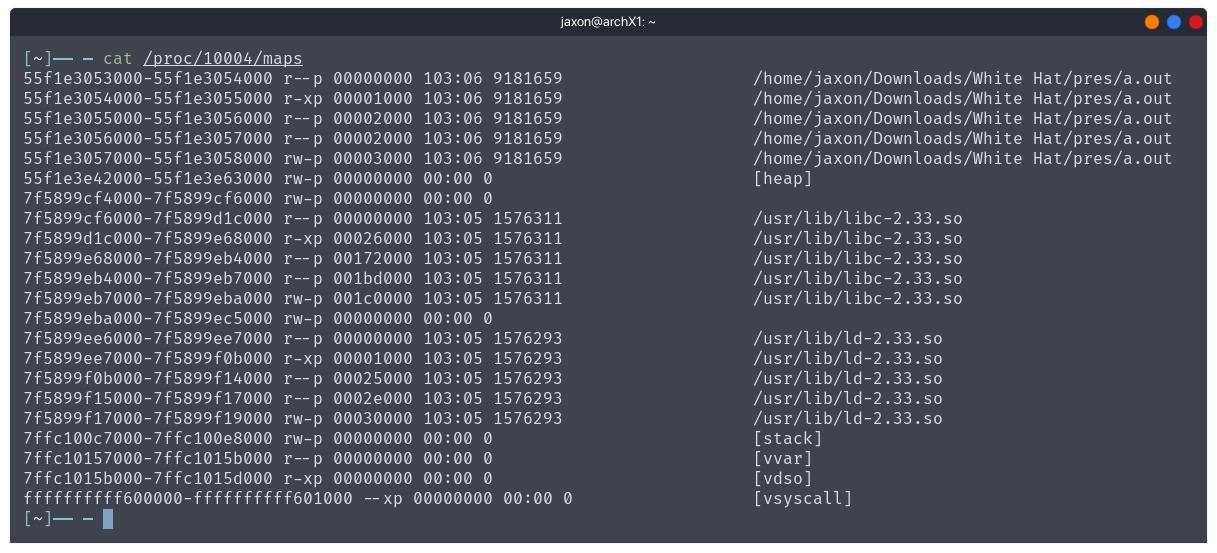 jaxon@archX1: ~
[~]── ─ cat /proc/10004/maps
55f1e3053000-55f1e3054000 r--p 00000000 103:06 9181659 /home/jaxon/Downloads/White Hat/pres/a.out
55f1e3054000-55f1e3055000 r-xp 00001000 103:06 9181659 /home/jaxon/Downloads/White Hat/pres/a.out
55f1e3055000-55f1e3056000 r--p 00002000 103:06 9181659 /home/jaxon/Downloads/White Hat/pres/a.out
55f1e3056000-55f1e3057000 r--p 00002000 103:06 9181659 /home/jaxon/Downloads/White Hat/pres/a.out
55f1e3057000-55f1e3058000 rw-p 00003000 103:06 9181659 /home/jaxon/Downloads/White Hat/pres/a.out
55f1e3e42000-55f1e3e63000 rw-p 00000000 00:00 0 [heap]
7f5899cf4000-7f5899cf6000 rw-p 00000000 00:00 0
7f5899cf6000-7f5899d1c000 r--p 00000000 103:05 1576311 /usr/lib/libc-2.33.so
7f5899d1c000-7f5899e68000 r-xp 00026000 103:05 1576311 /usr/lib/libc-2.33.so
7f5899e68000-7f5899eb4000 r--p 00172000 103:05 1576311 /usr/lib/libc-2.33.so
7f5899eb4000-7f5899eb7000 r--p 001bd000 103:05 1576311 /usr/lib/libc-2.33.so
7f5899eb7000-7f5899eba000 rw-p 001c0000 103:05 1576311 /usr/lib/libc-2.33.so
7f5899eba000-7f5899ec5000 rw-p 00000000 00:00 0
7f5899ee6000-7f5899ee7000 r--p 00000000 103:05 1576293 /usr/lib/ld-2.33.so
7f5899ee7000-7f5899f0b000 r-xp 00001000 103:05 1576293 /usr/lib/ld-2.33.so
7f5899f0b000-7f5899f14000 r--p 00025000 103:05 1576293 /usr/lib/ld-2.33.so
7f5899f15000-7f5899f17000 r--p 0002e000 103:05 1576293 /usr/lib/ld-2.33.so
7f5899f17000-7f5899f19000 rw-p 00030000 103:05 1576293 /usr/lib/ld-2.33.so
7ffc100c7000-7ffc100e8000 rw-p 00000000 00:00 0 [stack]
7ffc10157000-7ffc1015b000 r--p 00000000 00:00 0 [vvar]
7ffc1015b000-7ffc1015d000 r-xp 00000000 00:00 0 [vdso]
ffffffffff600000-ffffffffff601000 --xp 00000000 00:00 0 [vsyscall]
[~]── ─